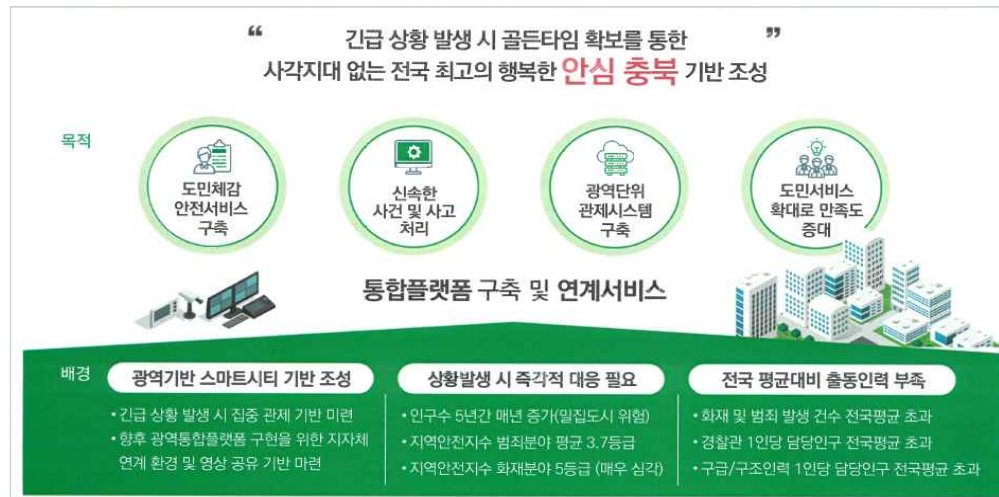 “ 긴급 상황 발생 시 골든타임 확보를 통한 ”
사각지대 없는 전국 최고의 행복한 안심 충북 기반 조성
목적
도민체감
안전서비스
구축
신속한
사건 및 사고
처리
광역단위
관제시스템
구축
도민서비스
확대로 만족도
증대
통합플랫폼 구축 및 연계서비스
배경
광역기반 스마트시티 기반 조성
• 긴급 상황 발생 시 집중 관제 기반 미련
• 향후 광역통합플랫폼 구현을 위한 지자체
연계 환경 및 영상 공유 기반 마련
상황발생 시 즉각적 대응 필요
• 인구수 5년간 매년 증가(밀집도시 위험)
• 지역안전지수 범죄분야 평균 3.7등급
• 지역안전지수 화재분야 5등급 (매우 심각)
전국 평균대비 출동인력 부족
• 화재 및 범죄 발생 건수 전국평균 초과
• 경찰관 1인당 담당인구 전국평균 초과
• 구급/구조인력 1인당 담당인구 전국평균 초과